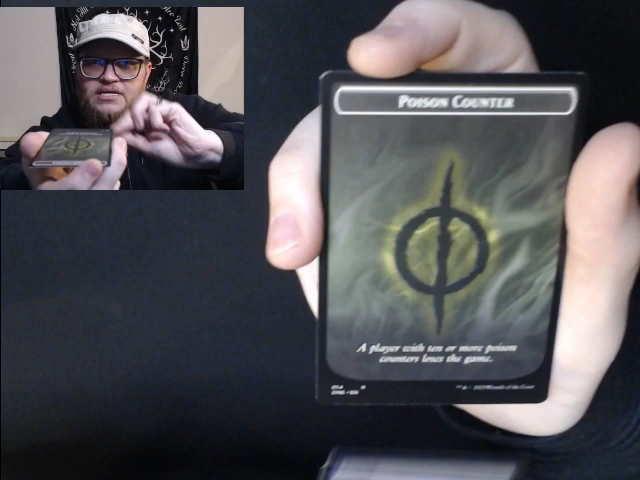 POISON COUNTER
A player with ten or more poison
counters loses the game.